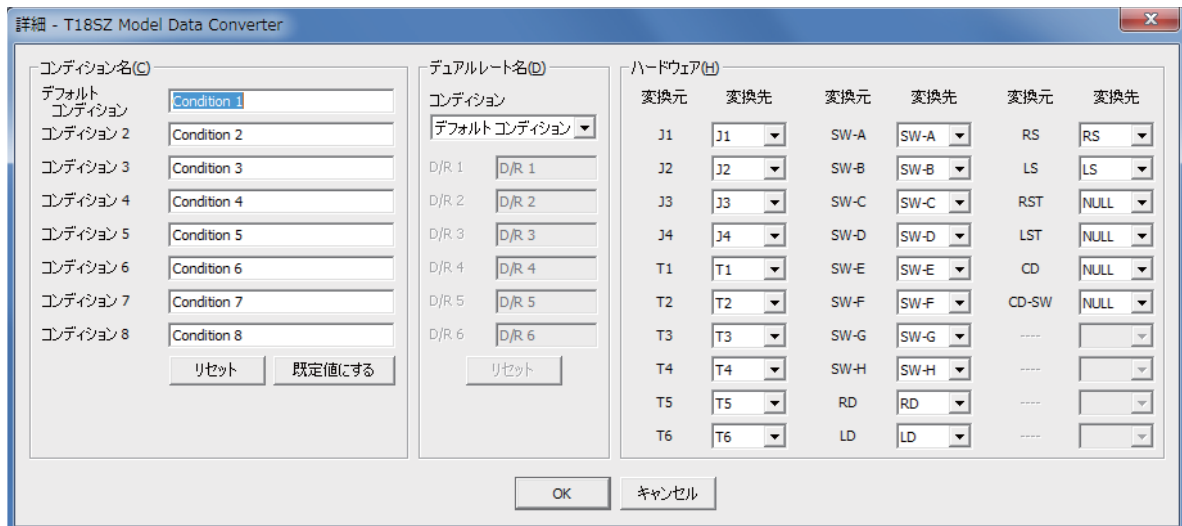 詳細 - T18SZ Model Data Converter
コンディション名(C)
デフォルト
コンディション
Condition 1
コンディション 2
Condition 2
コンディション 3
Condition 3
コンディション 4
Condition 4
コンディション 5
Condition 5
コンディション 6
Condition 6
コンディション 7
Condition 7
コンディション 8
Condition 8
リセット
既定値にする
デュアルレート名(D)
コンディション
デフォルト コンディション
D/R 1
D/R 1
D/R 2
D/R 2
D/R 3
D/R 3
D/R 4
D/R 4
D/R 5
D/R 5
D/R 6
D/R 6
リセット
ハードウェア(H)
変換元 変換先 変換元 変換先 変換元 変換先
J1 J1 SW-A SW-A RS RS
J2 J2 SW-B SW-B LS LS
J3 J3 SW-C SW-C RST NULL
J4 J4 SW-D SW-D LST NULL
T1 T1 SW-E SW-E CD NULL
T2 T2 SW-F SW-F CD-SW NULL
T3 T3 SW-G SW-G ----
T4 T4 SW-H SW-H ----
T5 T5 RD RD ----
T6 T6 LD LD ----
OK
キャンセル